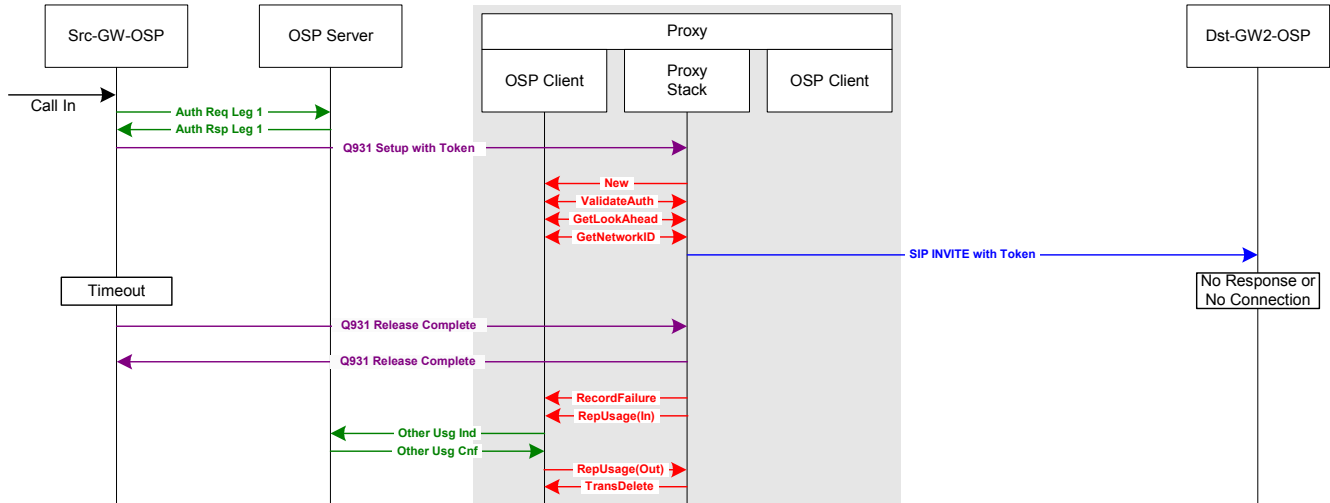 Src-GW-OSP
OSP Server
Proxy
Dst-GW2-OSP
OSP Client
Proxy
Stack
OSP Client
Call In
Auth Req Leg 1
Auth Rsp Leg 1
Q931 Setup with Token
New
ValidateAuth
GetLookAhead
GetNetworkID
SIP INVITE with Token
Timeout
No Response or
No Connection
Q931 Release Complete
Q931 Release Complete
RecordFailure
RepUsage(In)
Other Usg Ind
Other Usg Cnf
RepUsage(Out)
TransDelete